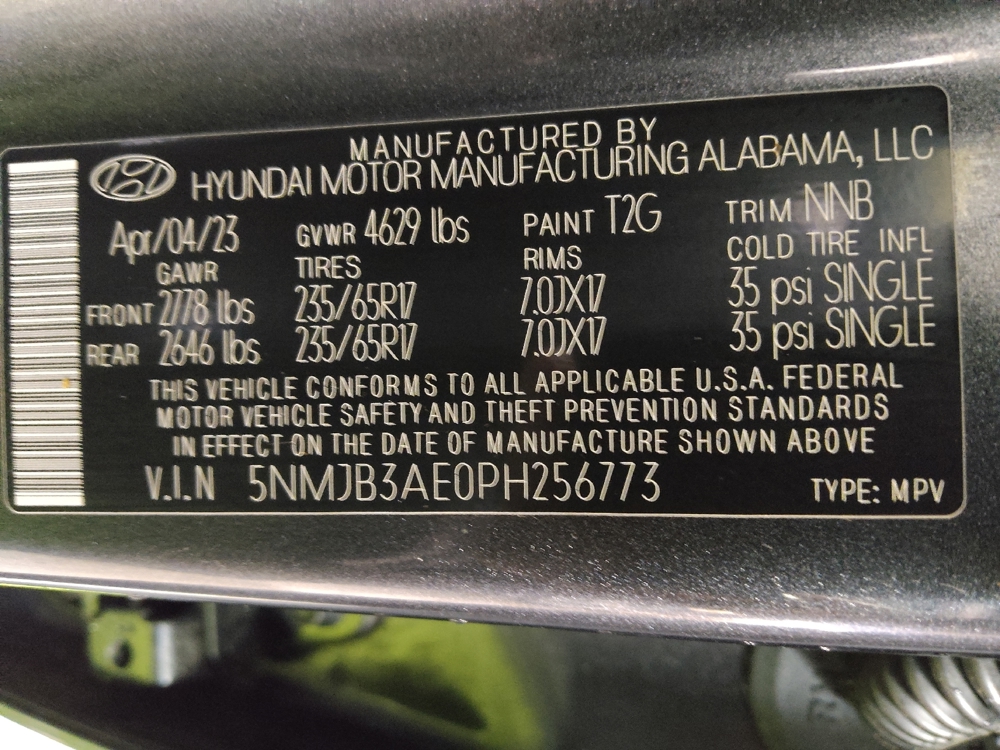 MANUFACTURED BY
HYUNDAI MOTOR MANUFACTURING ALABAMA, LLC
Apr/04/23 GVWR 4629 lbs PAINT T2G TRIM NNB
GAWR TIRES RIMS COLD TIRE INFL
FRONT 2778 lbs 235/65R17 7.0JX17 35 psi SINGLE
REAR 2646 lbs 235/65R17 7.0JX17 35 psi SINGLE
THIS VEHICLE CONFORMS TO ALL APPLICABLE U.S.A. FEDERAL
MOTOR VEHICLE SAFETY AND THEFT PREVENTION STANDARDS
IN EFFECT ON THE DATE OF MANUFACTURE SHOWN ABOVE
V.I.N 5NMJB3AE0PH256773 TYPE: MPV